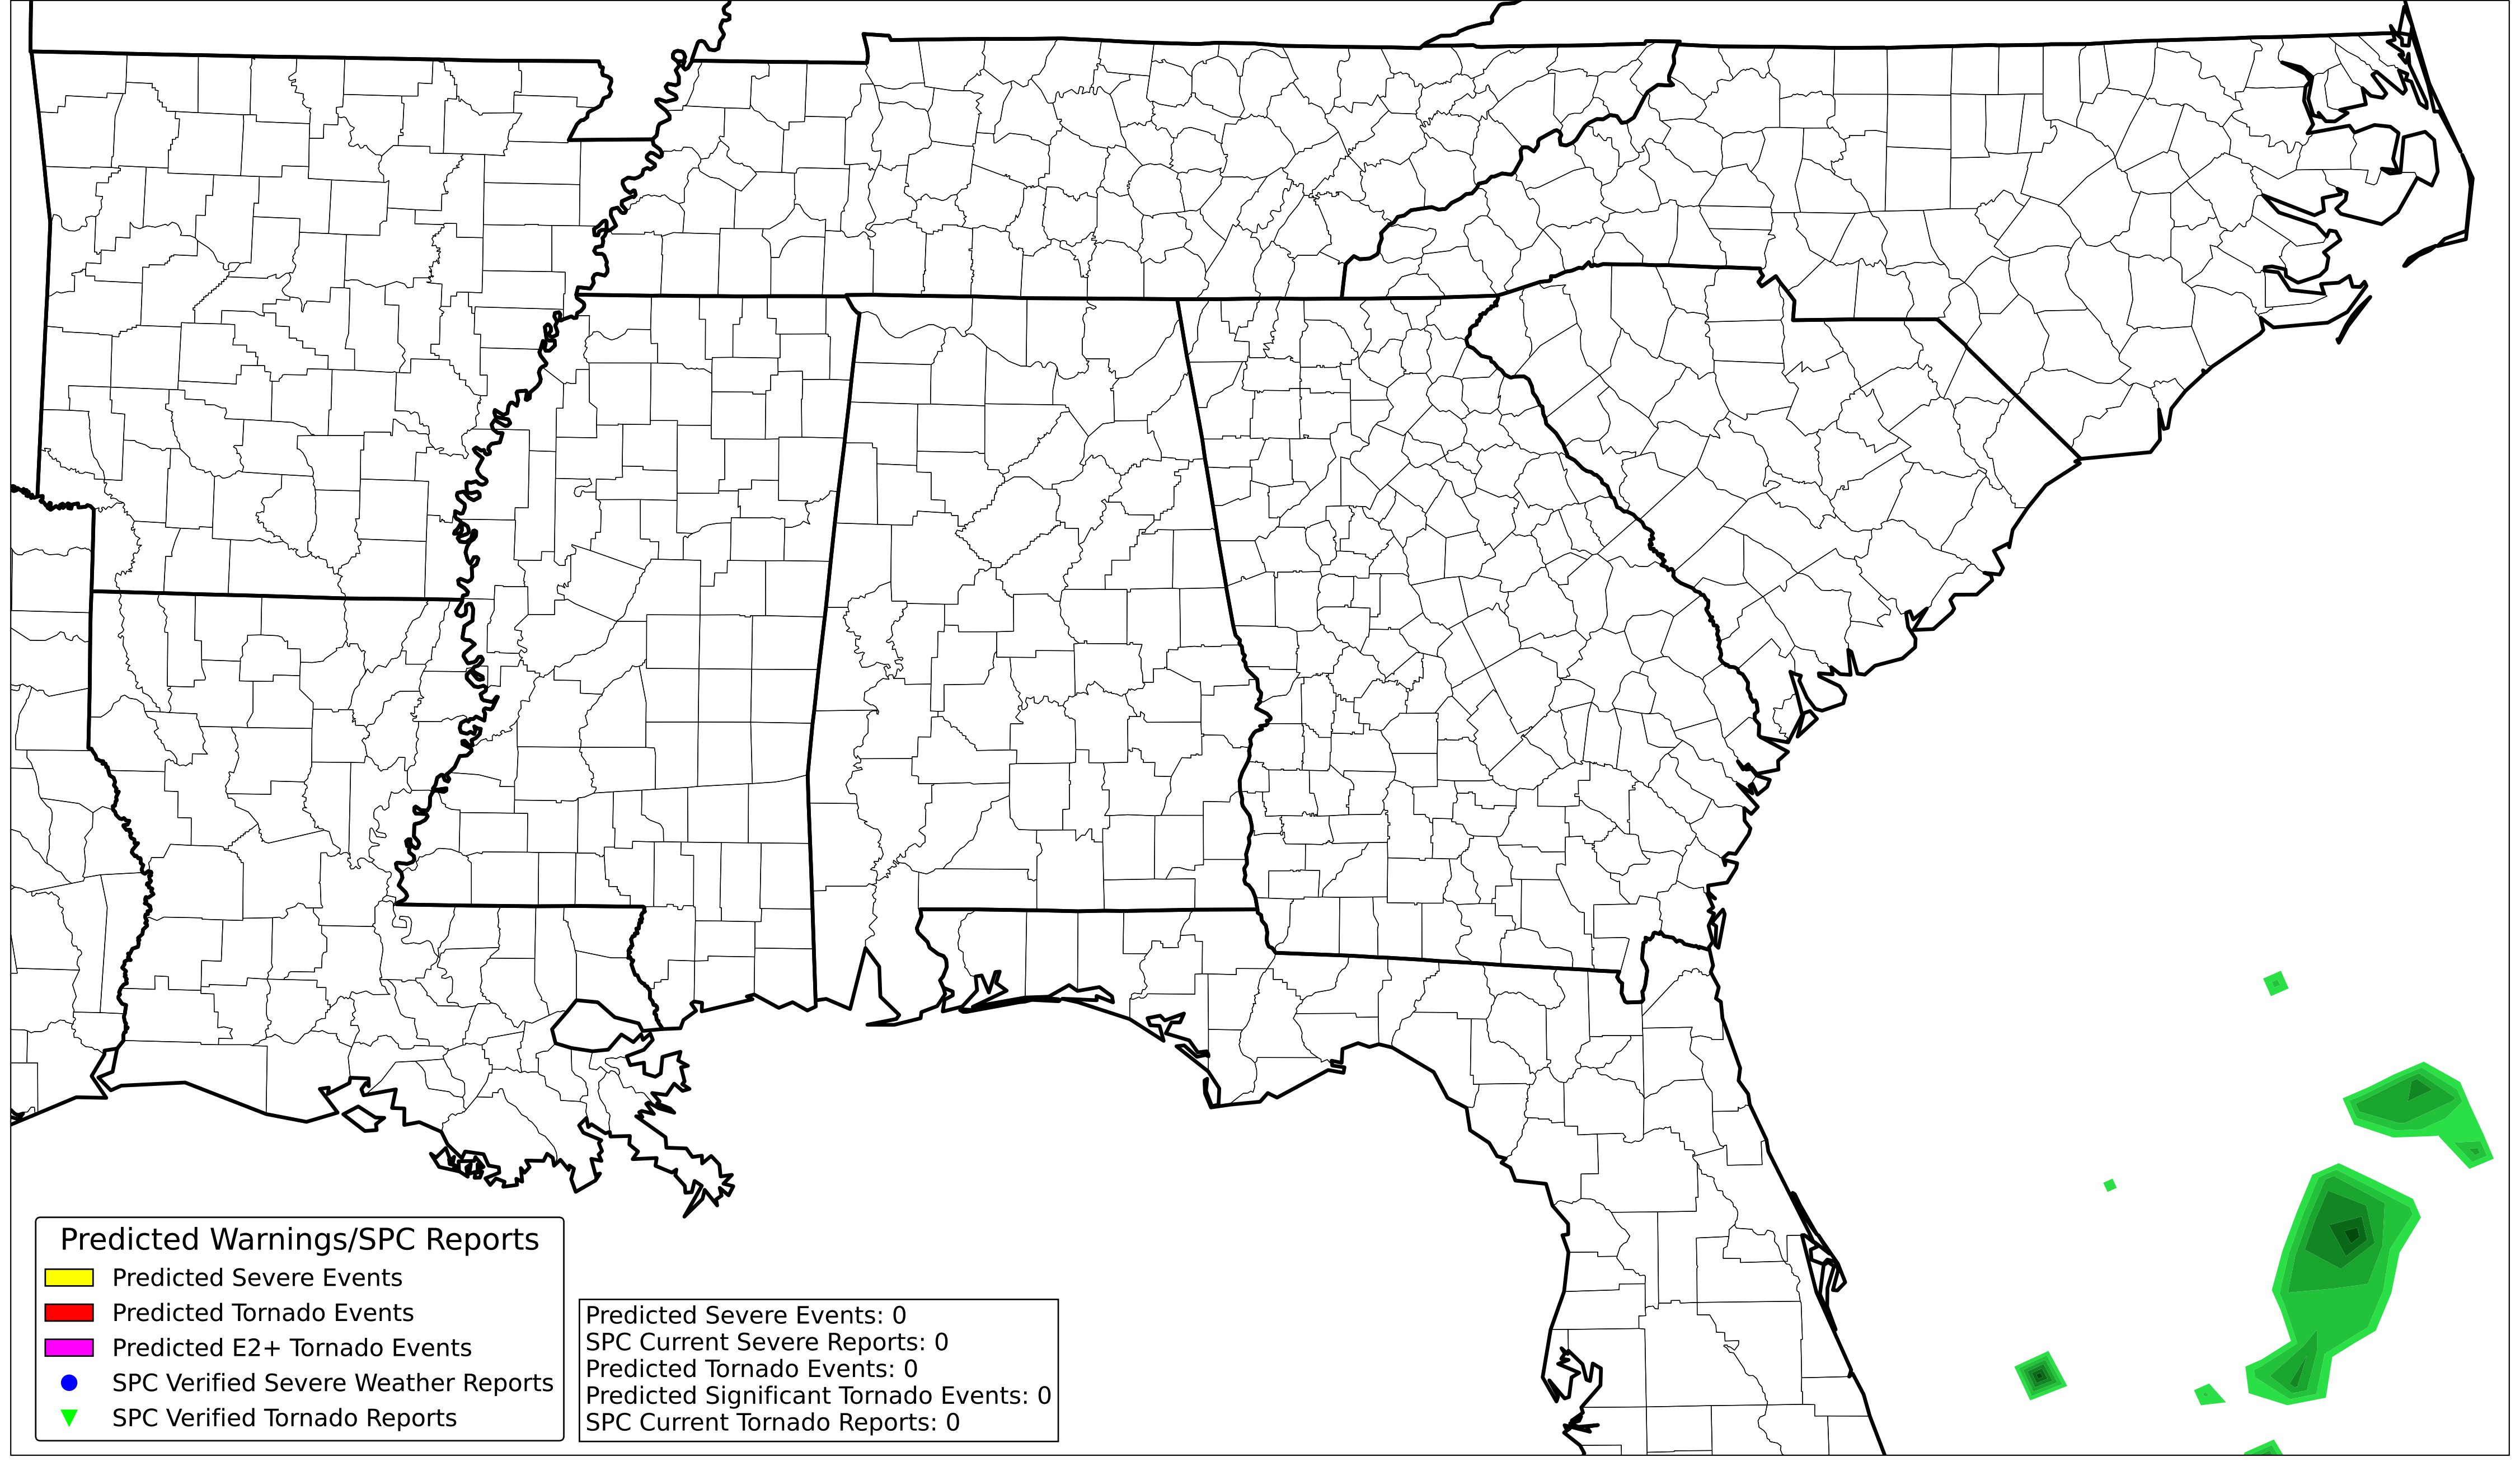 Predicted Warnings/SPC Reports
Predicted Severe Events
Predicted Tornado Events
Predicted E2+ Tornado Events
SPC Verified Severe Weather Reports
SPC Verified Tornado Reports
Predicted Severe Events: 0
SPC Current Severe Reports: 0
Predicted Tornado Events: 0
Predicted Significant Tornado Events: 0
SPC Current Tornado Reports: 0